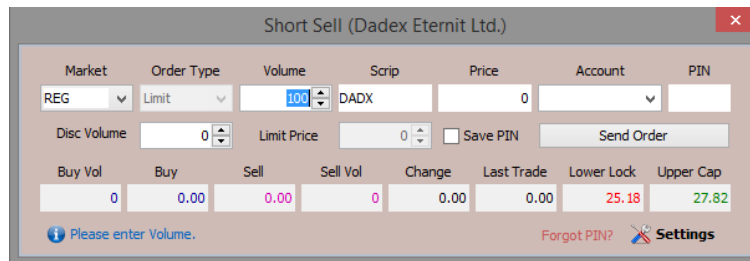 Short Sell (Dadex Eternit Ltd.)
Market Order Type Volume Scrip Price Account PIN
REG Limit 100 DADX 0
Disc Volume 0 Limit Price 0 Save PIN Send Order
Buy Vol Buy Sell Sell Vol Change Last Trade Lower Lock Upper Cap
0 0.00 0.00 0 0.00 0.00 25.18 27.82
Please enter Volume. Forgot PIN? Settings